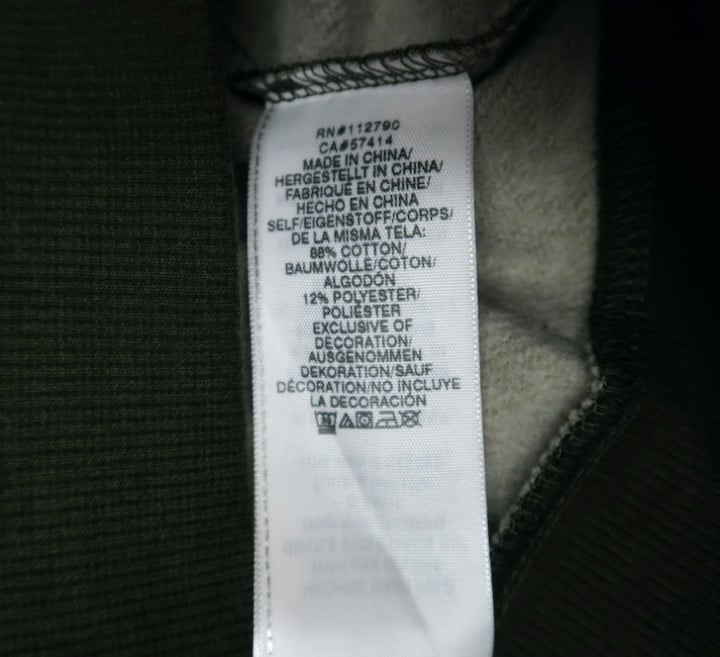 RN#112790
CA#57414
MADE IN CHINA/
HERGESTELLT IN CHINA/
FABRIQUÉ EN CHINE/
HECHO EN CHINA
SELF/EIGENSTOFF/CORPS/
DE LA MISMA TELA:
88% COTTON/
BAUMWOLLE/COTON/
ALGODÓN
12% POLYESTER/
POLIÉSTER
EXCLUSIVE OF
DECORATION/
AUSGENOMMEN
DEKORATION/SAUF
DÉCORATION/NO INCLUYE
LA DECORACIÓN